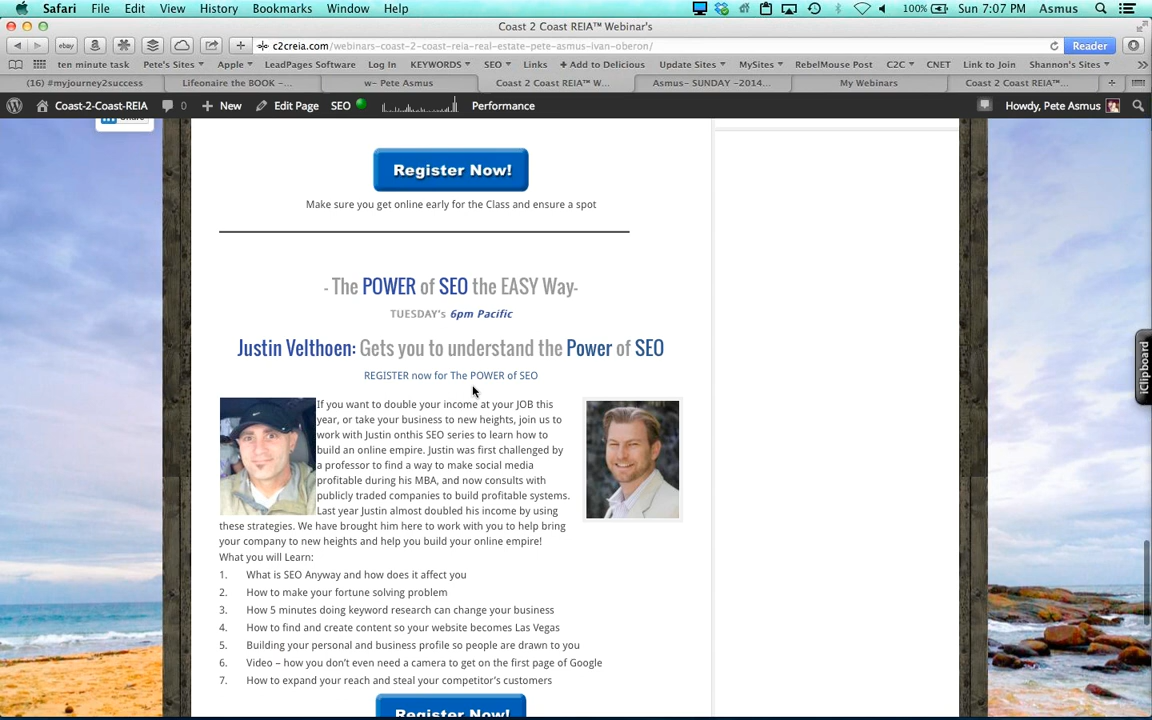 Safari File Edit View History Bookmarks Window Help 100% Sun 7:07 PM Asmus
Coast 2 Coast REIA™ Webinar's
ebay c2creia.com/webinars-coast-2-coast-reia-real-estate-pete-asmus-ivan-oberon/ Reader
ten minute task Pete's Sites Apple LeadPages Software Log In KEYWORDS SEO Links + Add to Delicious Update Sites MySites RebelMouse Post C2C CNET Link to Join Shannon's Sites
(16) #myjourney2success Lifeonaire the BOOK –... w- Pete Asmus Coast 2 Coast REIA™ W... Asmus– SUNDAY –2014... My Webinars Coast 2 Coast REIA™...
Coast-2-Coast-REIA 0 + New Edit Page SEO Performance Howdy, Pete Asmus
Share
Register Now!
Make sure you get online early for the Class and ensure a spot
- The POWER of SEO the EASY Way-
TUESDAY's 6pm Pacific
Justin Velthoen: Gets you to understand the Power of SEO
REGISTER now for The POWER of SEO
If you want to double your income at your JOB this
year, or take your business to new heights, join us to
work with Justin onthis SEO series to learn how to
build an online empire. Justin was first challenged by
a professor to find a way to make social media
profitable during his MBA, and now consults with
publicly traded companies to build profitable systems.
Last year Justin almost doubled his income by using
these strategies. We have brought him here to work with you to help bring
your company to new heights and help you build your online empire!
What you will Learn:
1. What is SEO Anyway and how does it affect you
2. How to make your fortune solving problem
3. How 5 minutes doing keyword research can change your business
4. How to find and create content so your website becomes Las Vegas
5. Building your personal and business profile so people are drawn to you
6. Video – how you don't even need a camera to get on the first page of Google
7. How to expand your reach and steal your competitor's customers
Register Now!
iClipboard